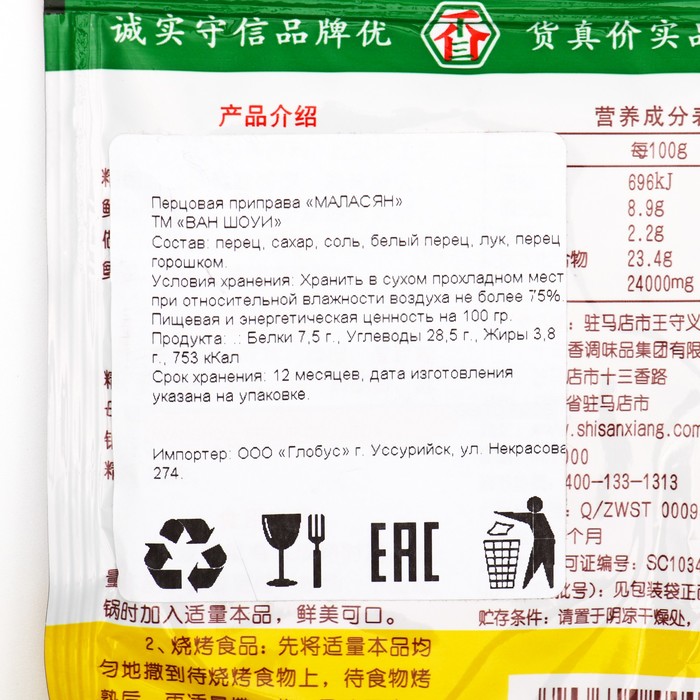 诚实守信品牌优 香 货真价实品
产品介绍
营养成分表
每100g
696kJ
8.9g
2.2g
物 23.4g
24000mg
Перцовая приправа «МАЛАСЯН»
ТМ «ВАН ШОУИ»
Состав: перец, сахар, соль, белый перец, лук, перец
горошком.
Условия хранения: Хранить в сухом прохладном мест
при относительной влажности воздуха не более 75%.
Пищевая и энергетическая ценность на 100 гр.
Продукта: .: Белки 7,5 г., Углеводы 28,5 г., Жиры 3,8
г., 753 кКал
Срок хранения: 12 месяцев, дата изготовления
указана на упаковке.
Импортер: ООО «Глобус» г. Уссурийск, ул. Некрасова
274.
EAC
: 驻马店市王守义
香调味品集团有限
店市十三香路
省驻马店市
.shisanxiang.com
000
400-133-1313
: Q/ZWST 0009
个月
可证编号: SC1034
批号): 见包装袋正面
贮存条件: 请置于阴凉干燥处,
锅时加入适量本品, 鲜美可口。
2、烧烤食品: 先将适量本品均
匀地撒到待烧烤食物上, 待食物烤